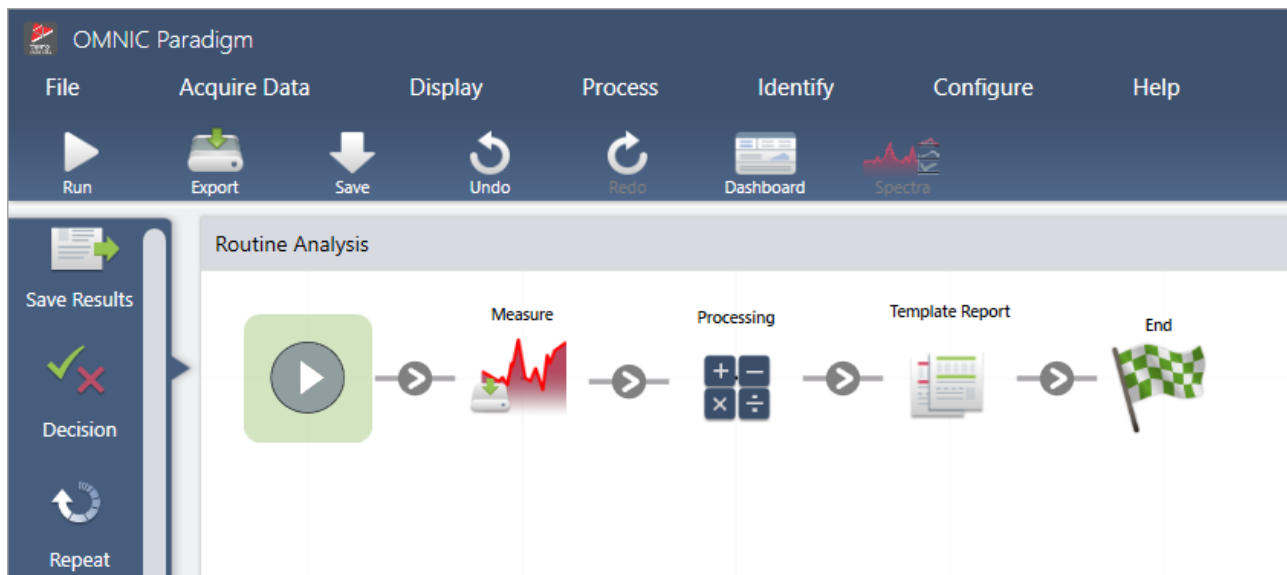 OMNIC Paradigm
File Acquire Data Display Process Identify Configure Help
Run Export Save Undo Redo Dashboard Spectra
Routine Analysis
Save Results
Decision
Repeat
Measure Processing Template Report End